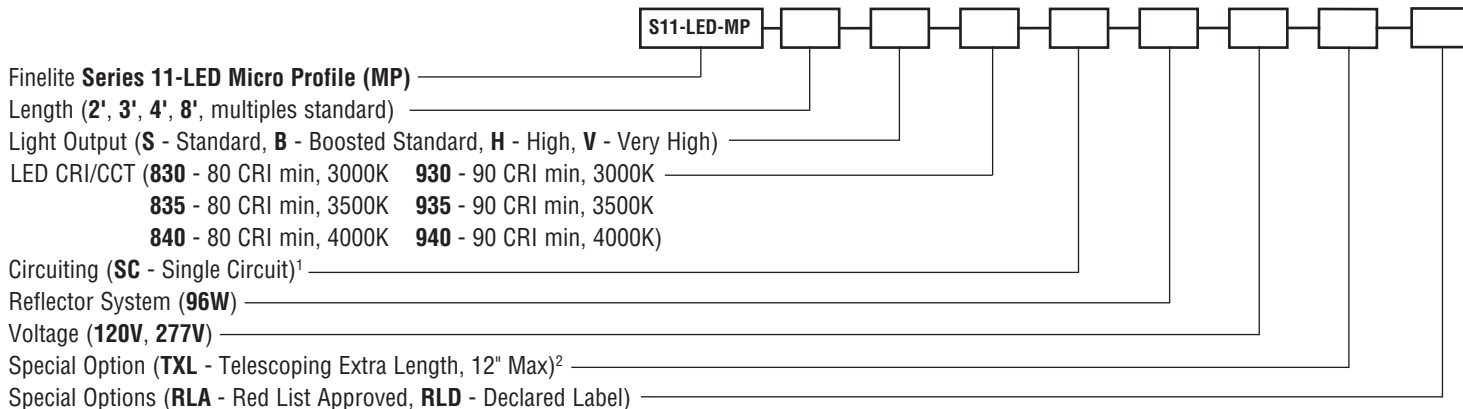 S11-LED-MP
Finelite Series 11-LED Micro Profile (MP)
Length (2', 3', 4', 8', multiples standard)
Light Output (S - Standard, B - Boosted Standard, H - High, V - Very High)
LED CRI/CCT (830 - 80 CRI min, 3000K 930 - 90 CRI min, 3000K
835 - 80 CRI min, 3500K 935 - 90 CRI min, 3500K
840 - 80 CRI min, 4000K 940 - 90 CRI min, 4000K)
Circuiting (SC - Single Circuit)¹
Reflector System (96W)
Voltage (120V, 277V)
Special Option (TXL - Telescoping Extra Length, 12" Max)²
Special Options (RLA - Red List Approved, RLD - Declared Label)